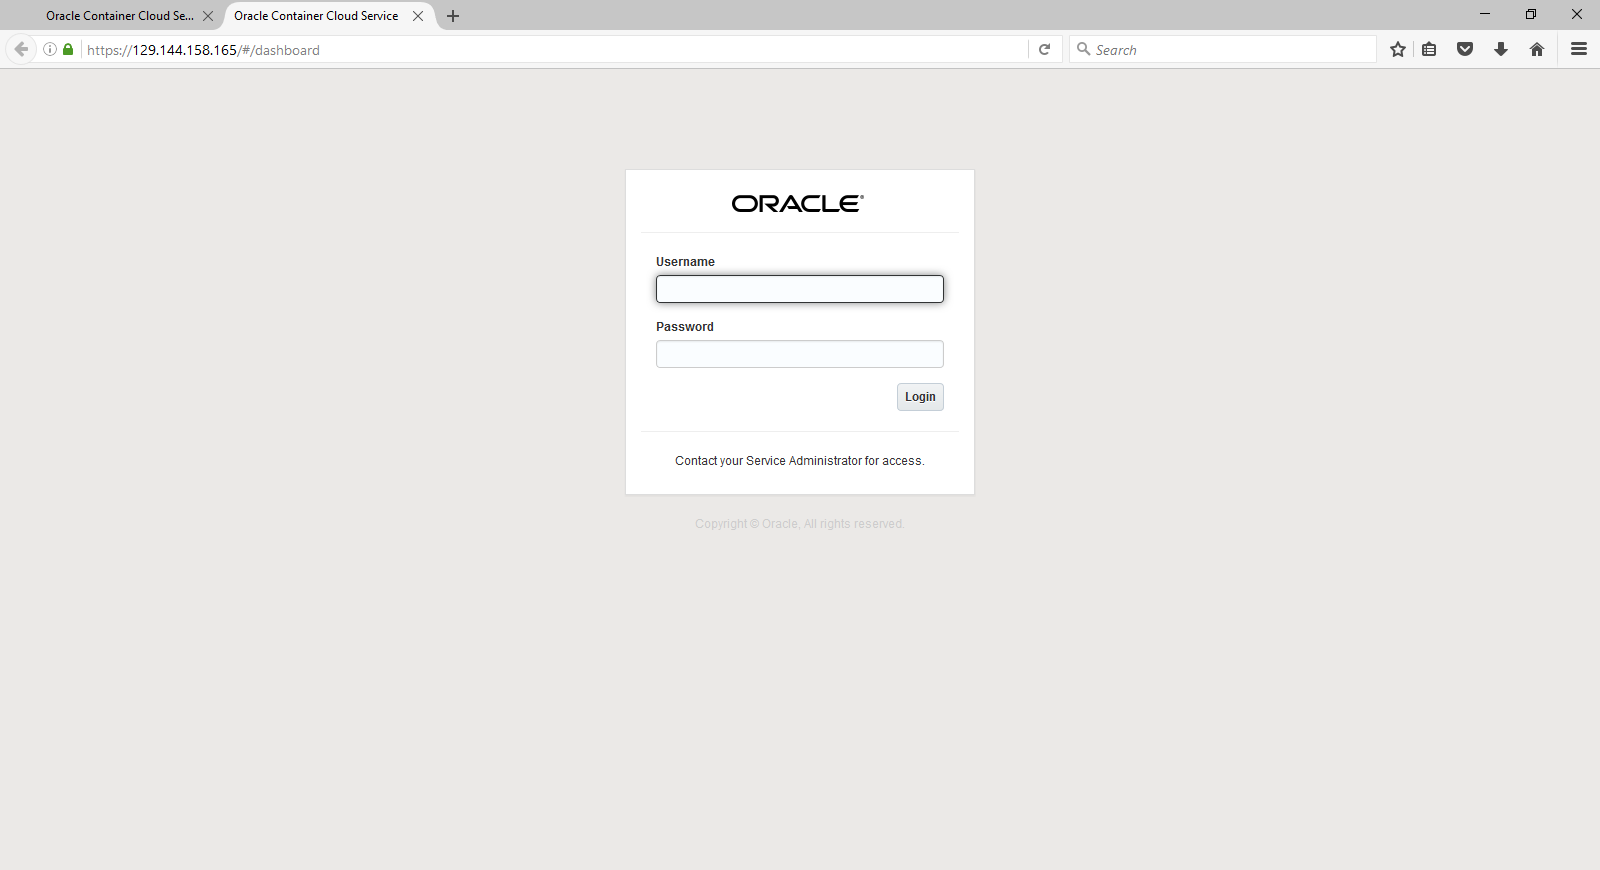 Oracle Container Cloud Se...
Oracle Container Cloud Service
https://129.144.158.165/#/dashboard
Search
ORACLE®
Username
Password
Login
Contact your Service Administrator for access.
Copyright © Oracle, All rights reserved.